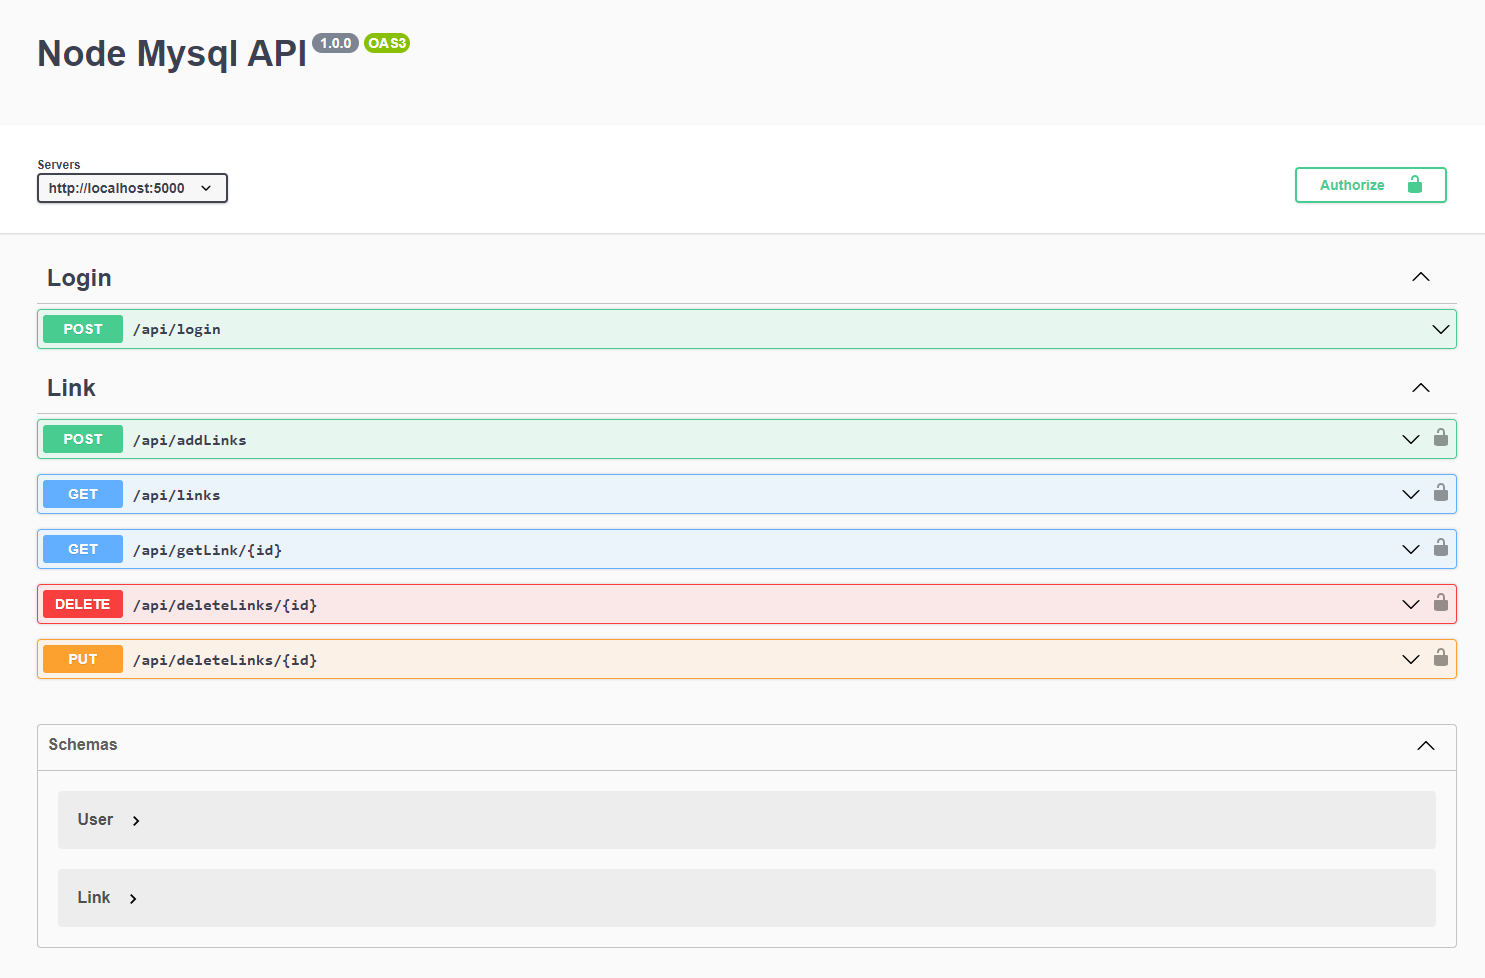 Node Mysql API 1.0.0 OAS3
Servers
http://localhost:5000
Authorize
Login
POST /api/login
Link
POST /api/addLinks
GET /api/links
GET /api/getLink/{id}
DELETE /api/deleteLinks/{id}
PUT /api/deleteLinks/{id}
Schemas
User
Link